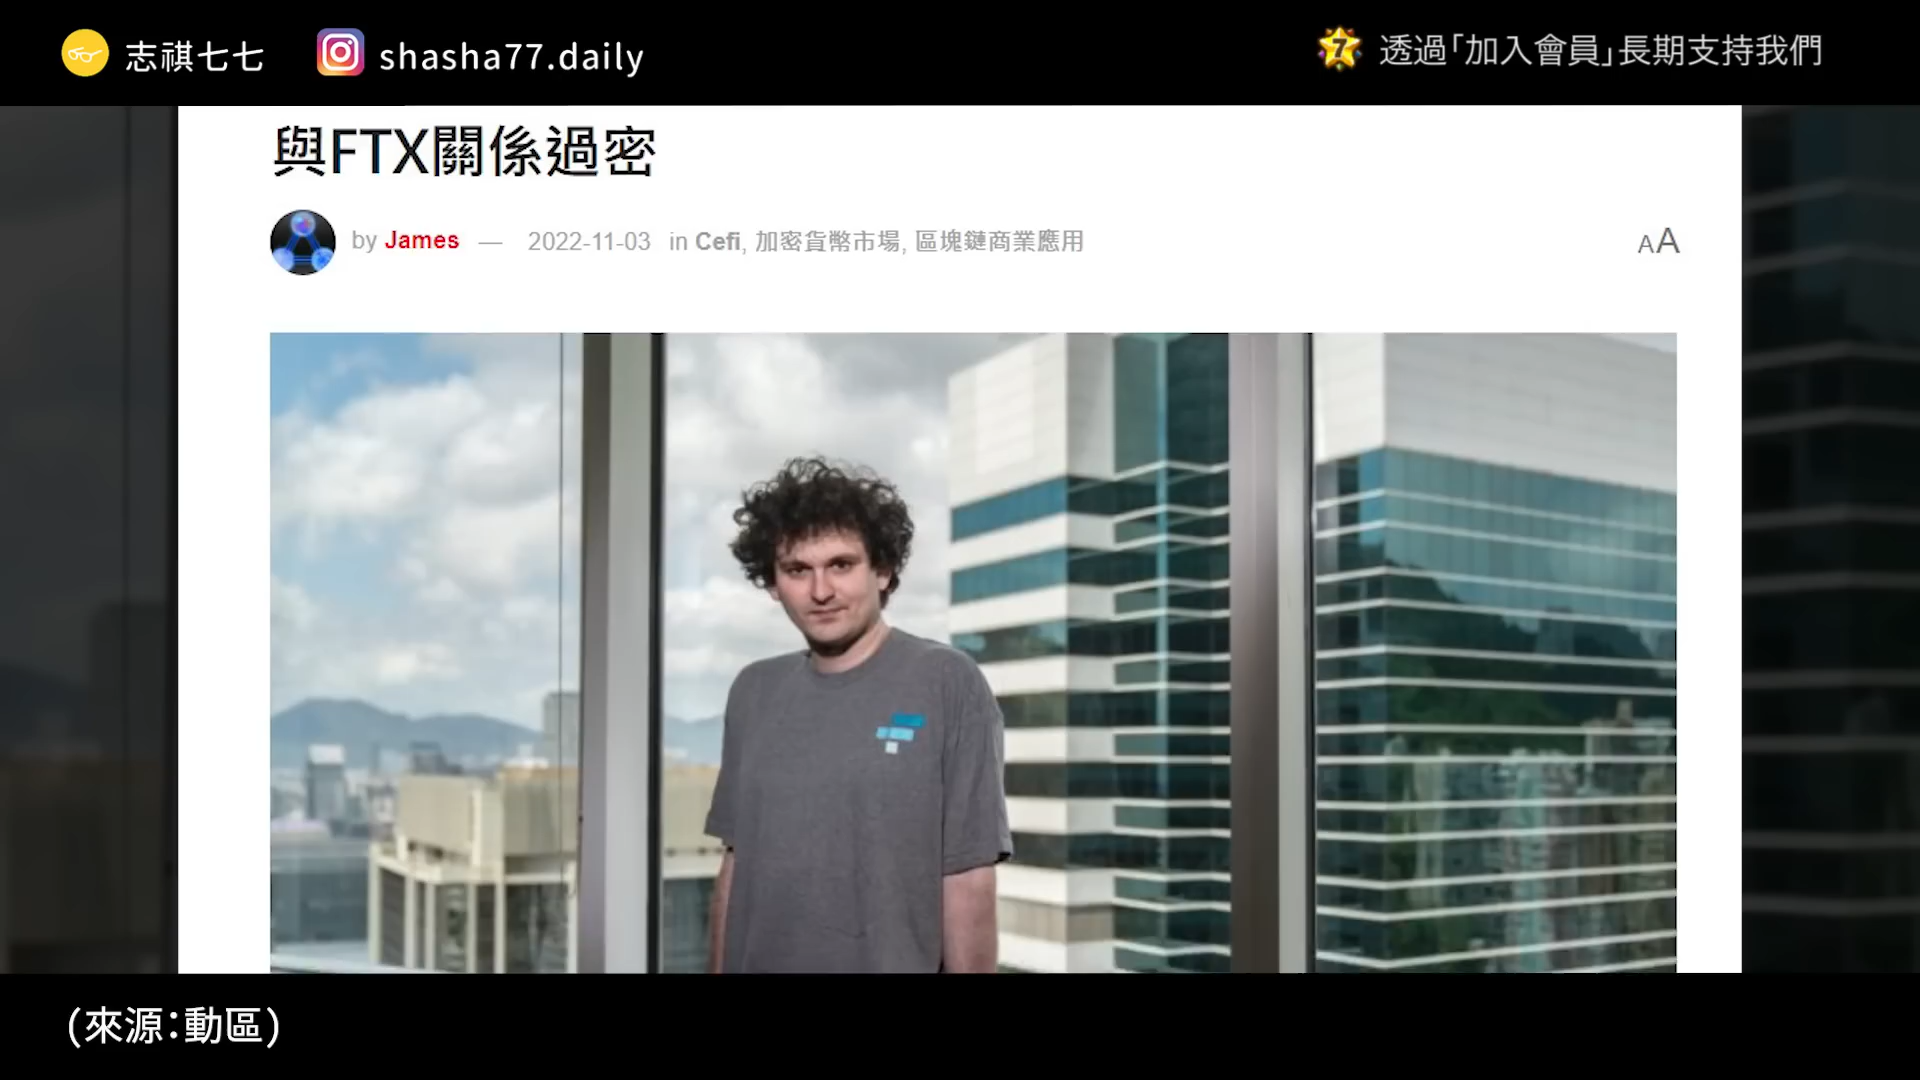 志祺七七
shasha77.daily
7 透過「加入會員」長期支持我們
與FTX關係過密
by James — 2022-11-03 in Cefi, 加密貨幣市場, 區塊鏈商業應用
AA
(來源:動區)